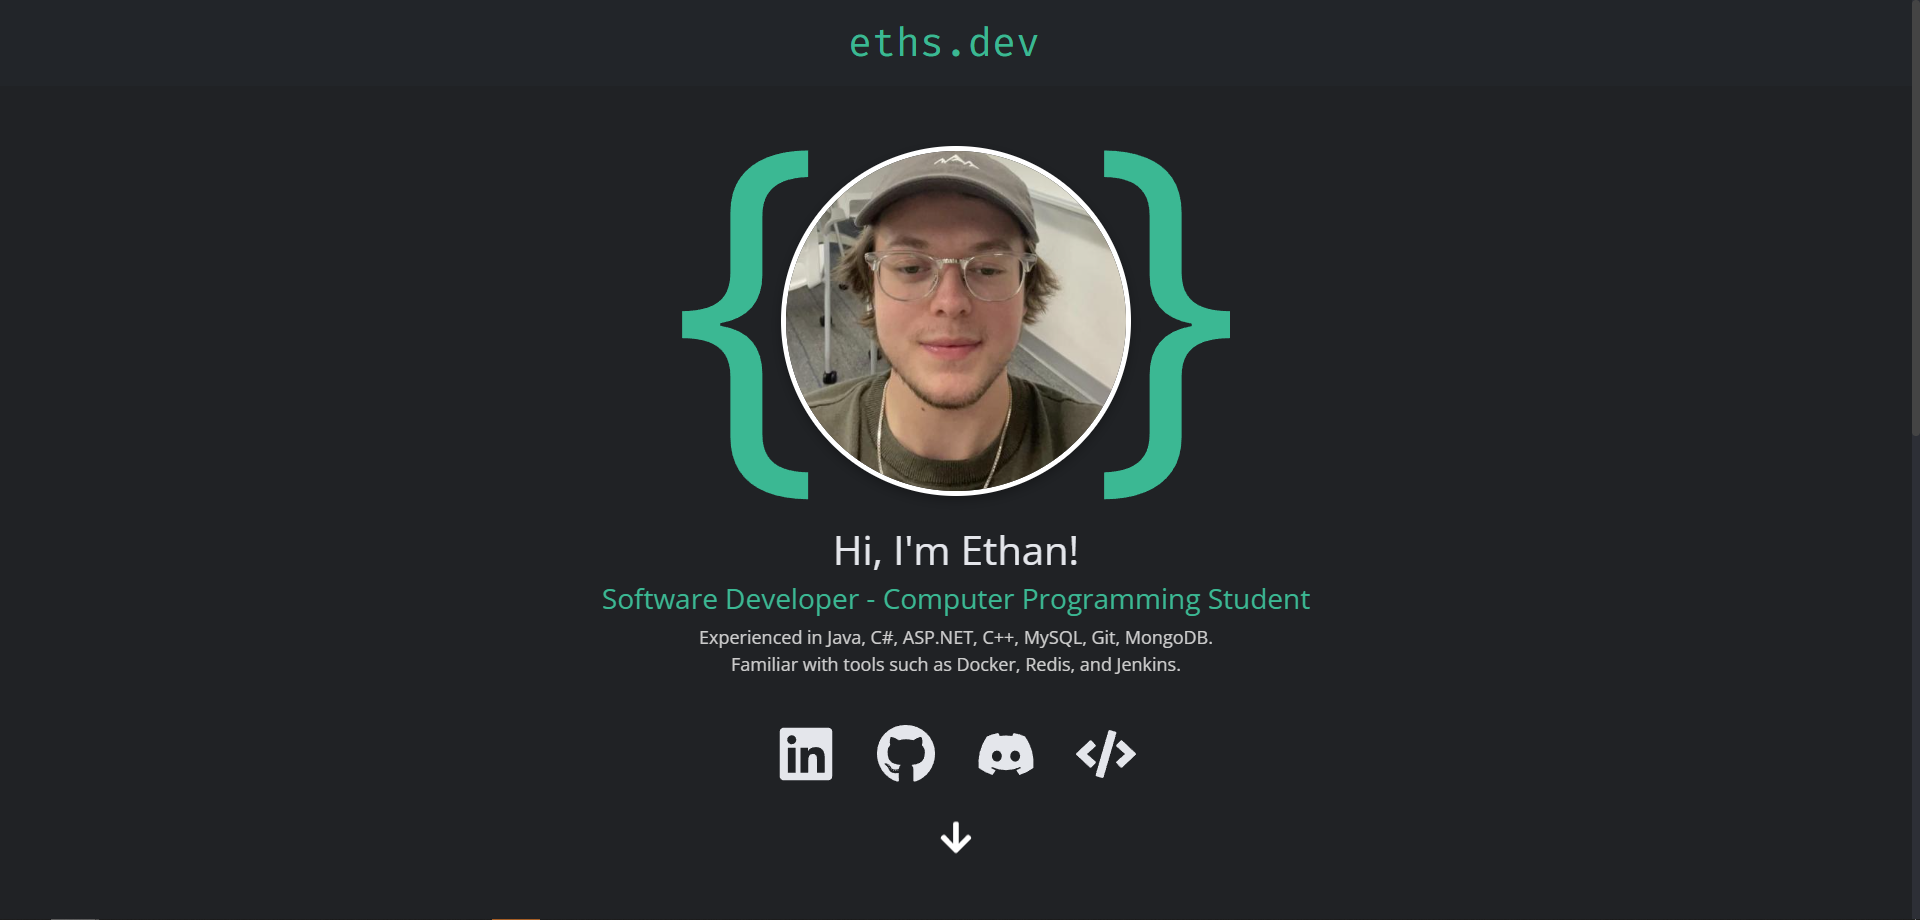 eths.dev
Hi, I'm Ethan!
Software Developer - Computer Programming Student
Experienced in Java, C#, ASP.NET, C++, MySQL, Git, MongoDB.
Familiar with tools such as Docker, Redis, and Jenkins.